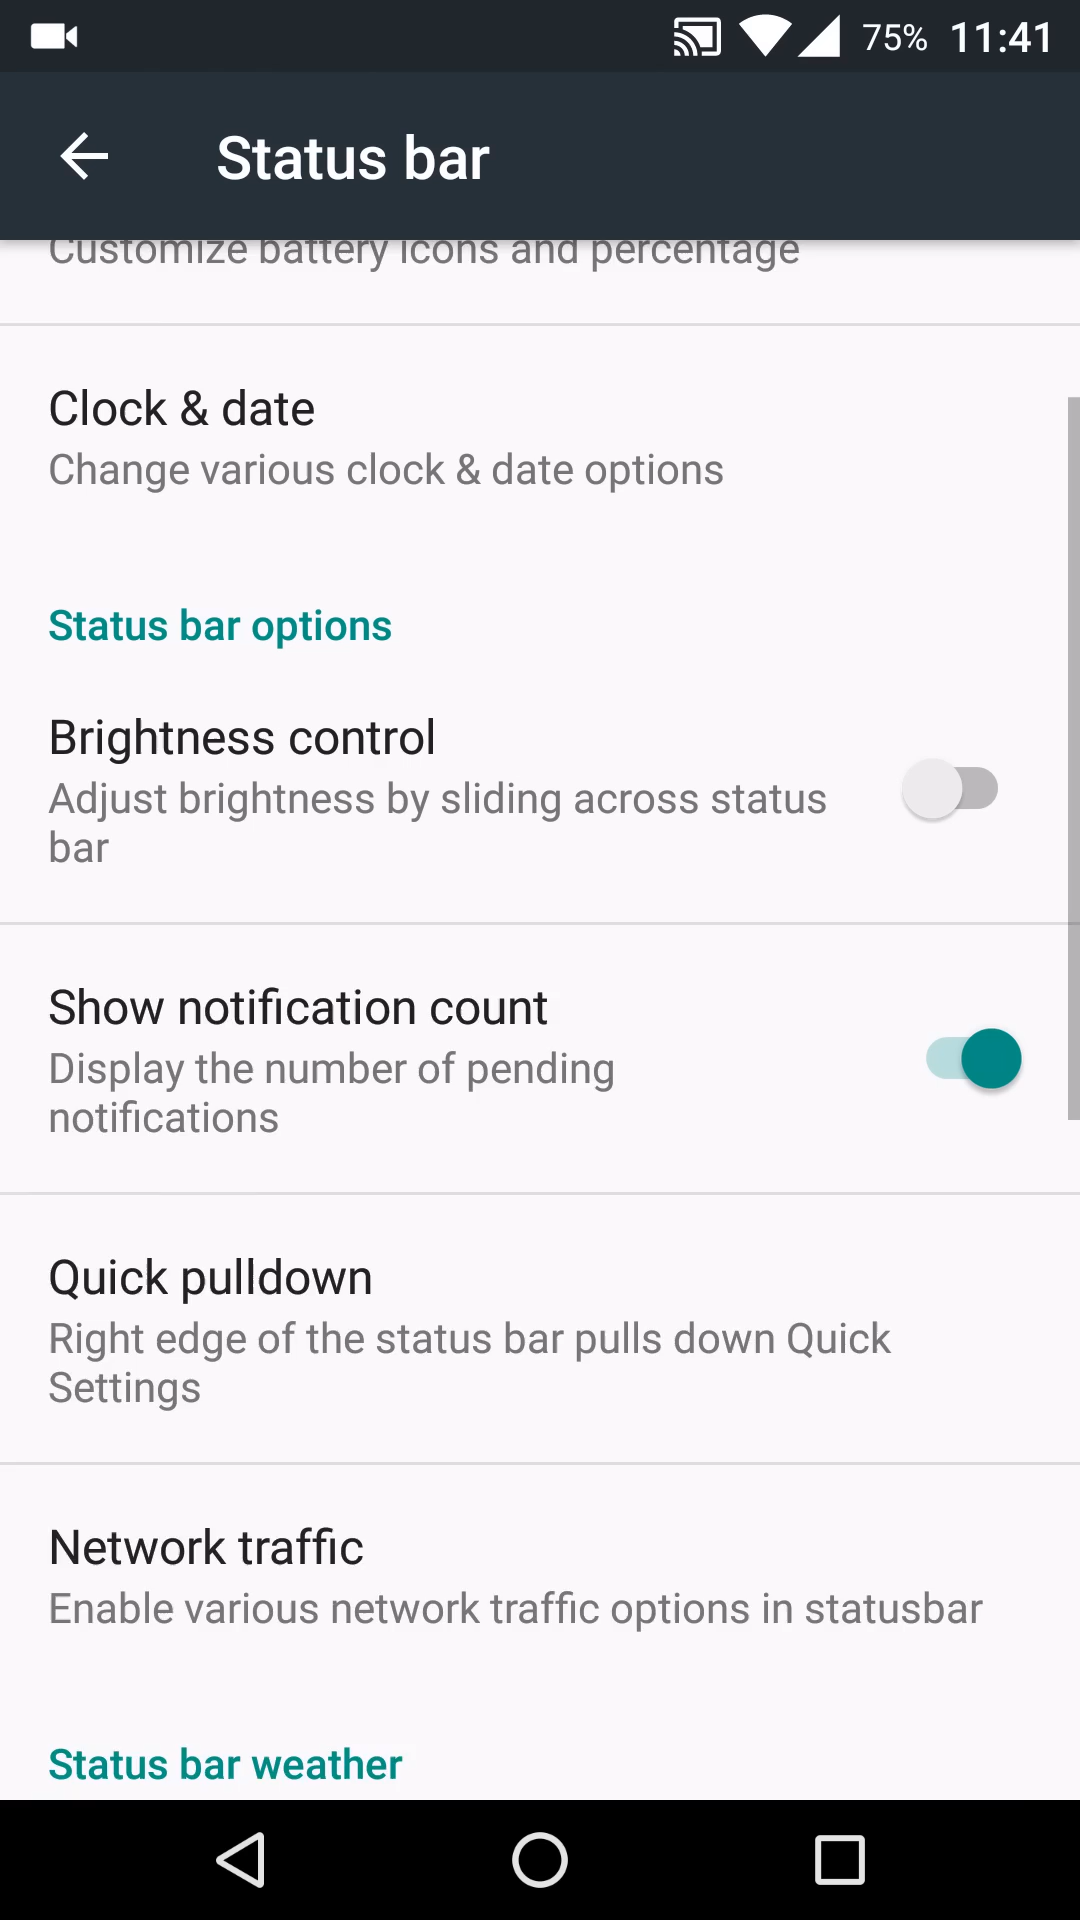 75% 11:41
Status bar
Customize battery icons and percentage
Clock & date
Change various clock & date options
Status bar options
Brightness control
Adjust brightness by sliding across status
bar
Show notification count
Display the number of pending
notifications
Quick pulldown
Right edge of the status bar pulls down Quick
Settings
Network traffic
Enable various network traffic options in statusbar
Status bar weather